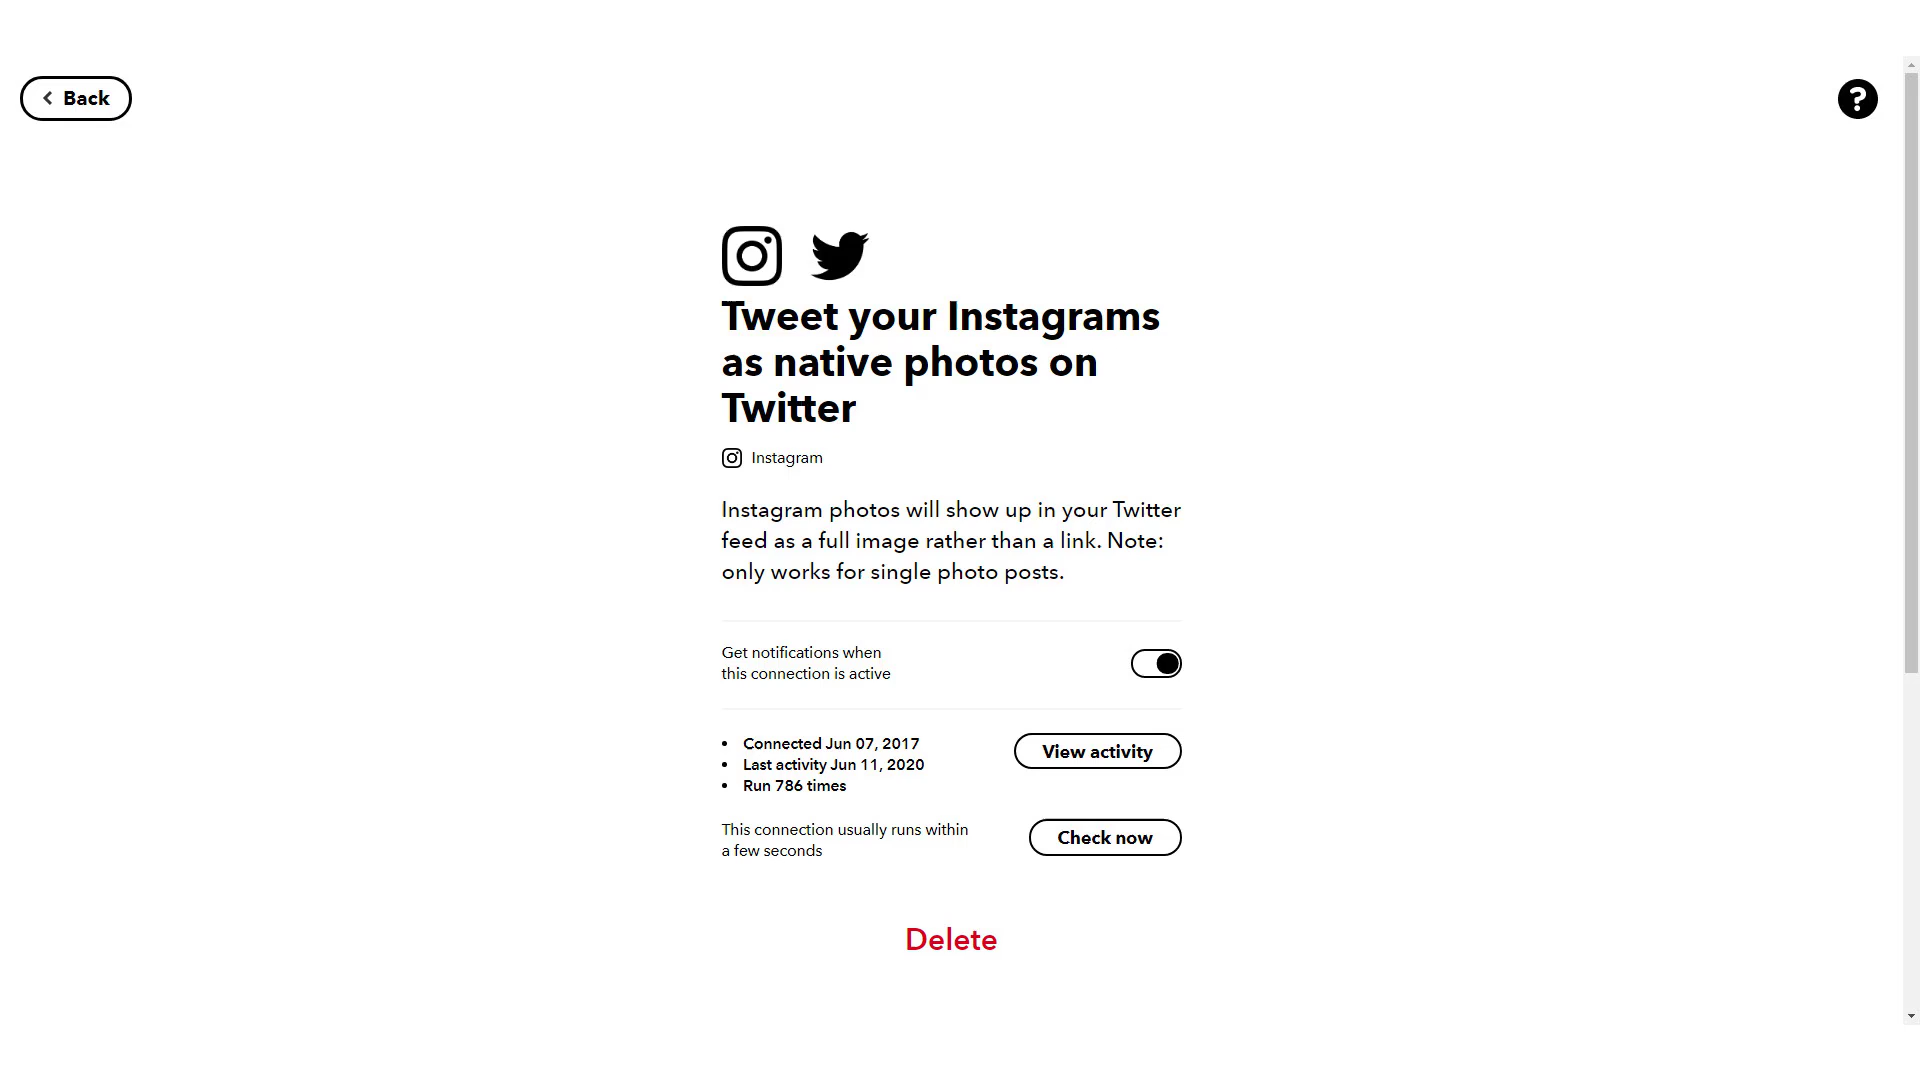 Back
?
Tweet your Instagrams
as native photos on
Twitter
Instagram
Instagram photos will show up in your Twitter
feed as a full image rather than a link. Note:
only works for single photo posts.
Get notifications when
this connection is active
• Connected Jun 07, 2017
• Last activity Jun 11, 2020
• Run 786 times
View activity
This connection usually runs within
a few seconds
Check now
Delete